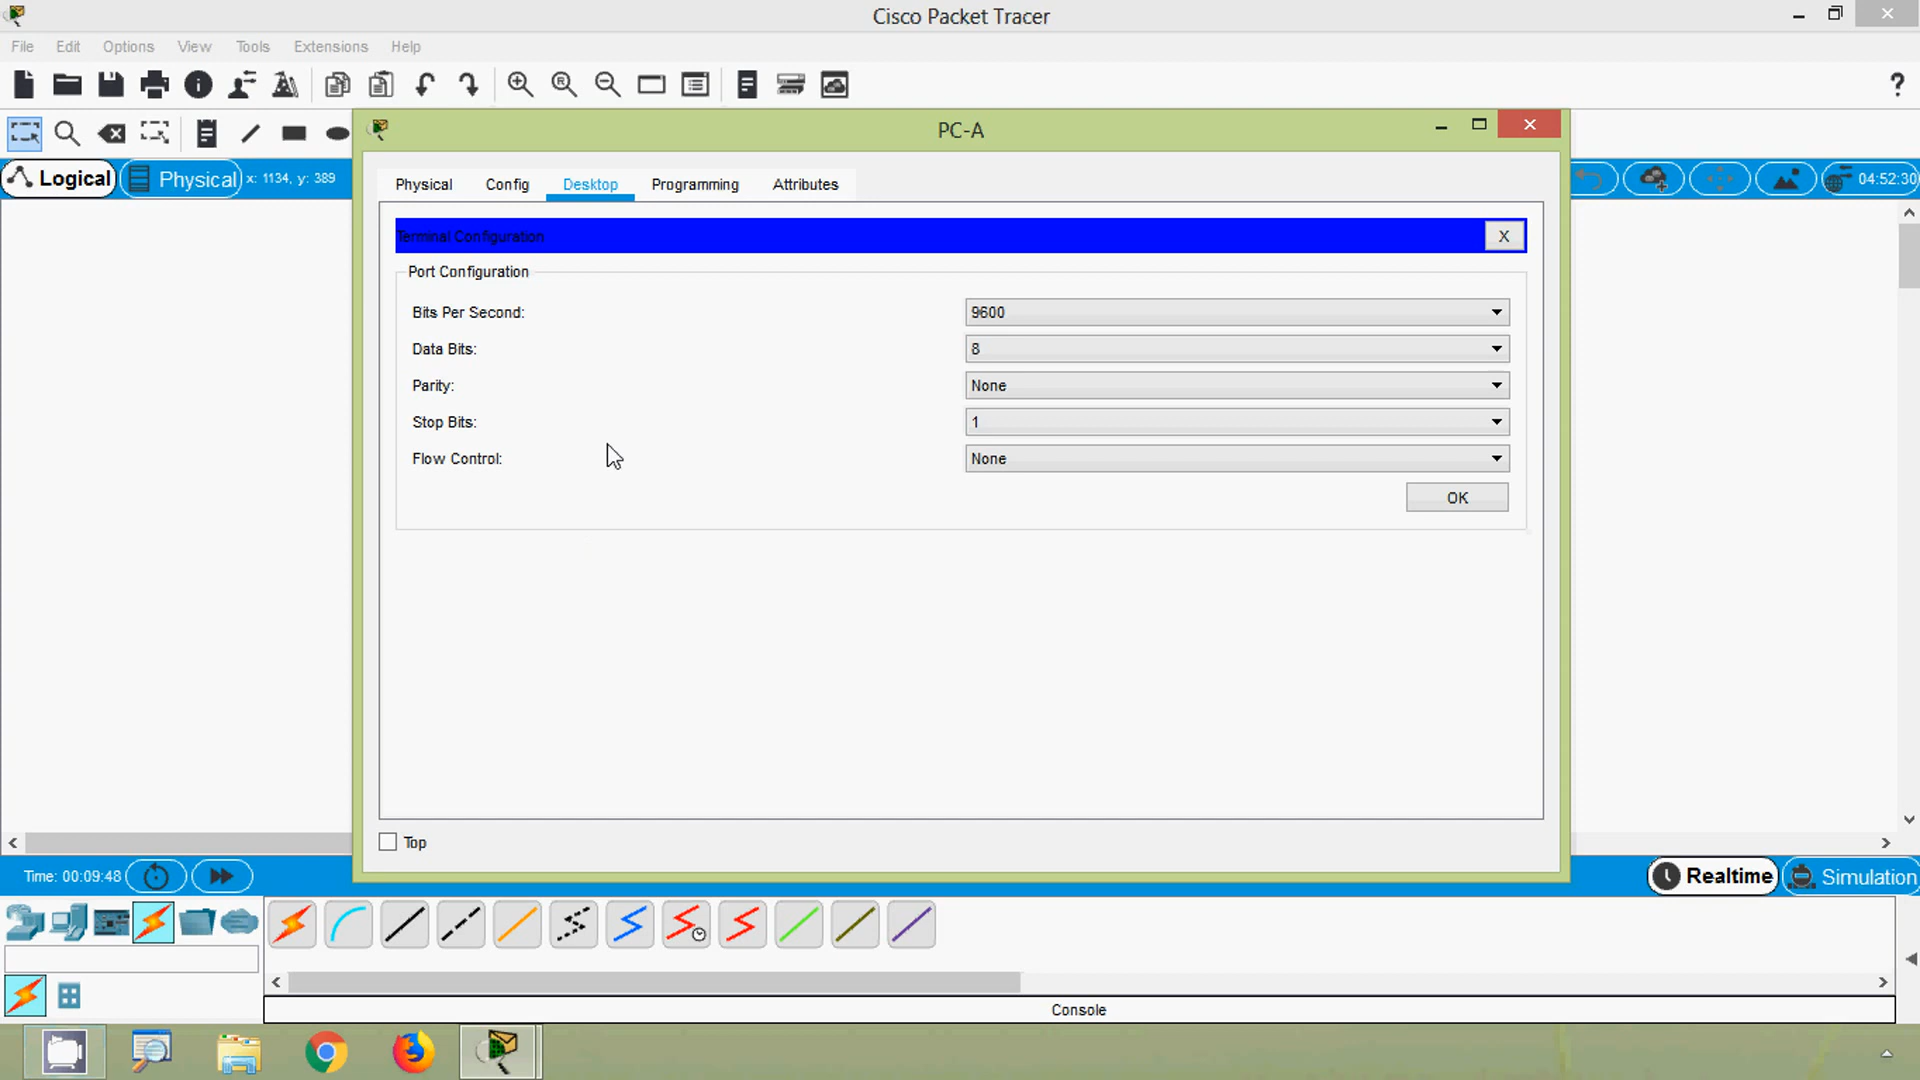 Cisco Packet Tracer
File Edit Options View Tools Extensions Help
?
PC-A
Logical Physical x: 1134, y: 389
04:52:30
Physical Config Desktop Programming Attributes
Terminal Configuration X
Port Configuration
Bits Per Second: 9600
Data Bits: 8
Parity: None
Stop Bits: 1
Flow Control: None
OK
Top
Time: 00:09:48
Realtime Simulation
Console